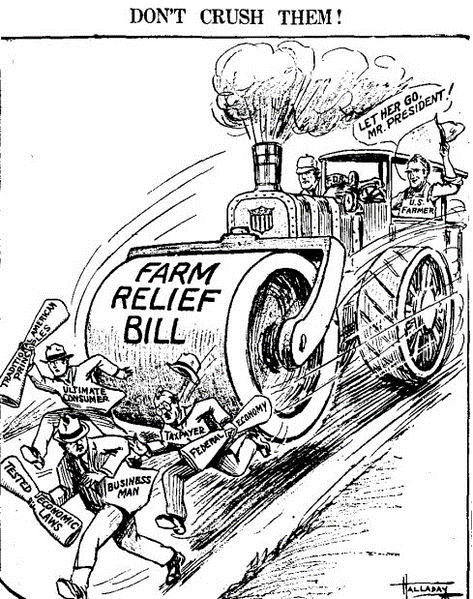 DON'T CRUSH THEM!
LET HER GO,
MR. PRESIDENT!
F.D.R.
U.S.
FARMER
FARM
RELIEF
BILL
TRADITIONAL AMERICAN
PRINCIPLES
ULTIMATE
CONSUMER
TAXPAYER
FEDERAL ECONOMY
BUSINESS
MAN
TESTED ECONOMIC
LAWS
HALLADAY